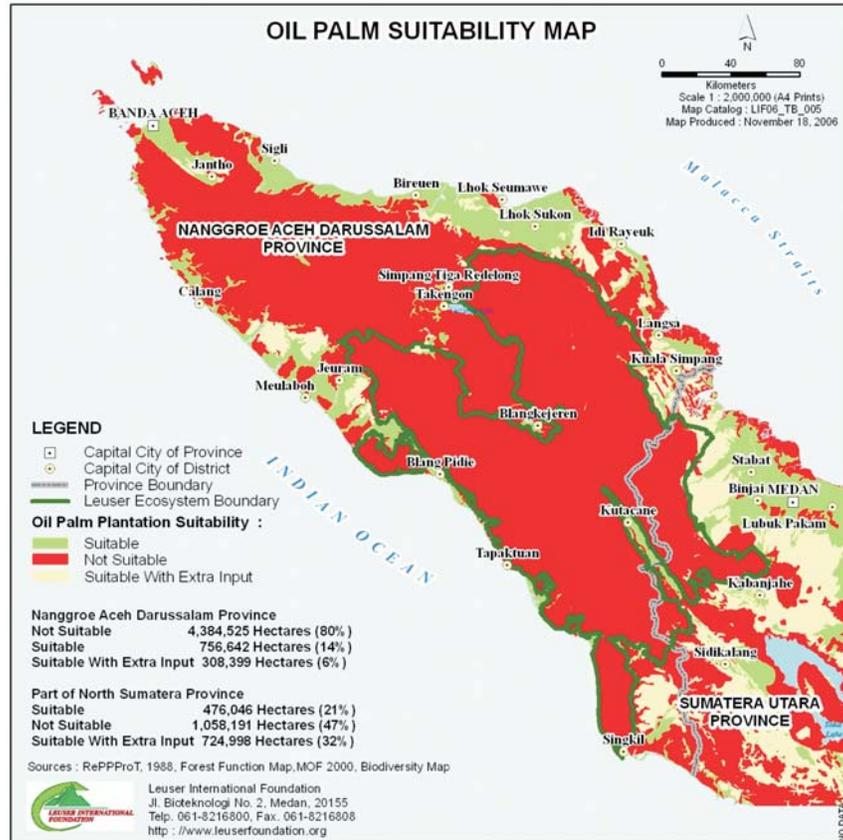 OIL PALM SUITABILITY MAP
N
0 40 80
Kilometers
Scale 1 : 2,000,000 (A4 Prints)
Map Catalog : LIF06_TB_005
Map Produced : November 18, 2006
BANDA ACEH
Jantho
Sigli
Bireuen
Lhok Seumawe
Lhok Sukon
Idi Rayeuk
Malacca Straits
NANGGROE ACEH DARUSSALAM
PROVINCE
Simpang Tiga Redelong
Takengon
Calang
Langsa
Kuala Simpang
Jeuram
Meulaboh
Blangkejeren
Blang Pidie
Stabat
Binjai MEDAN
Lubuk Pakam
Kutacane
Tapaktuan
Kabanjahe
Sidikalang
SUMATERA UTARA
PROVINCE
Singkil
INDIAN OCEAN
LEGEND
Capital City of Province
Capital City of District
Province Boundary
Leuser Ecosystem Boundary
Oil Palm Plantation Suitability :
Suitable
Not Suitable
Suitable With Extra Input
Nanggroe Aceh Darussalam Province
Not Suitable 4,384,525 Hectares (80%)
Suitable 756,642 Hectares (14%)
Suitable With Extra Input 308,399 Hectares (6%)
Part of North Sumatera Province
Suitable 476,046 Hectares (21%)
Not Suitable 1,058,191 Hectares (47%)
Suitable With Extra Input 724,998 Hectares (32%)
Sources : RePPProT, 1988, Forest Function Map,MOF 2000, Biodiversity Map
LEUSER INTERNATIONAL
FOUNDATION
Leuser International Foundation
Jl. Bioteknologi No. 2, Medan, 20155
Telp. 061-8216800, Fax. 061-8216808
http : //www.leuserfoundation.org